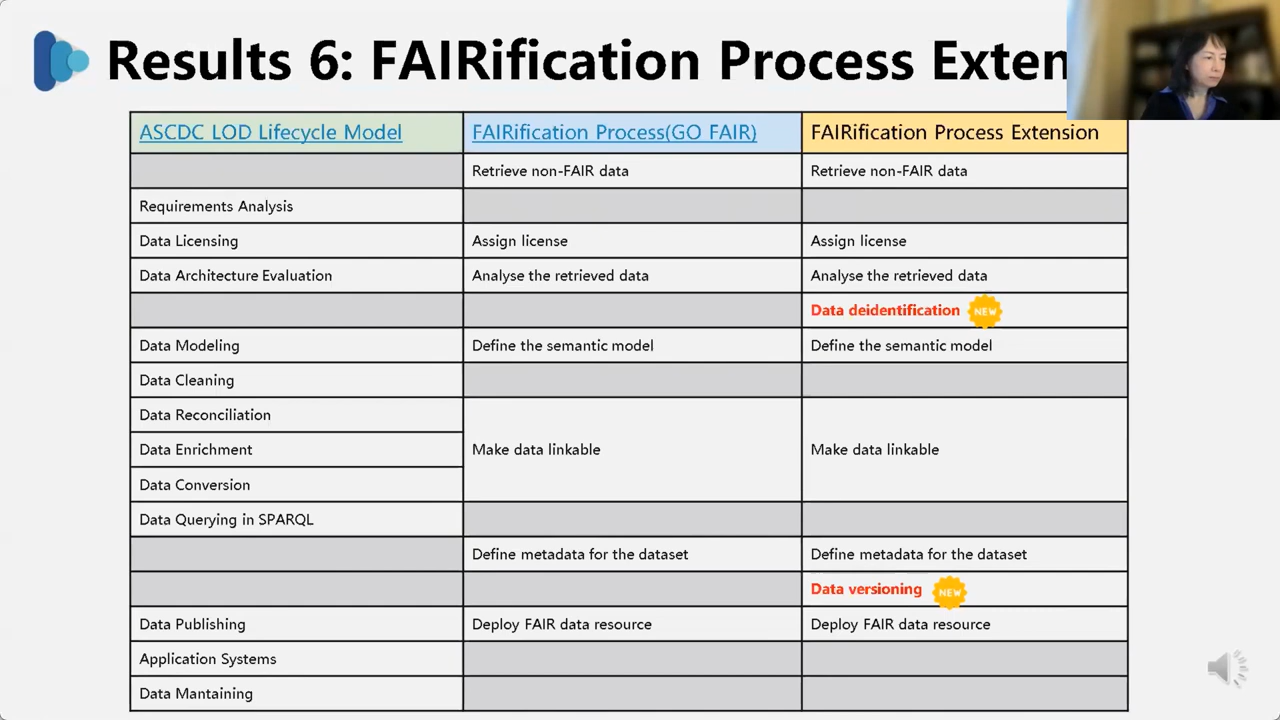 Results 6: FAIRification Process Exten
ASCDC LOD Lifecycle Model FAIRification Process(GO FAIR) FAIRification Process Extension
Retrieve non-FAIR data Retrieve non-FAIR data
Requirements Analysis
Data Licensing Assign license Assign license
Data Architecture Evaluation Analyse the retrieved data Analyse the retrieved data
Data deidentification NEW
Data Modeling Define the semantic model Define the semantic model
Data Cleaning
Data Reconciliation
Data Enrichment Make data linkable Make data linkable
Data Conversion
Data Querying in SPARQL
Define metadata for the dataset Define metadata for the dataset
Data versioning NEW
Data Publishing Deploy FAIR data resource Deploy FAIR data resource
Application Systems
Data Mantaining